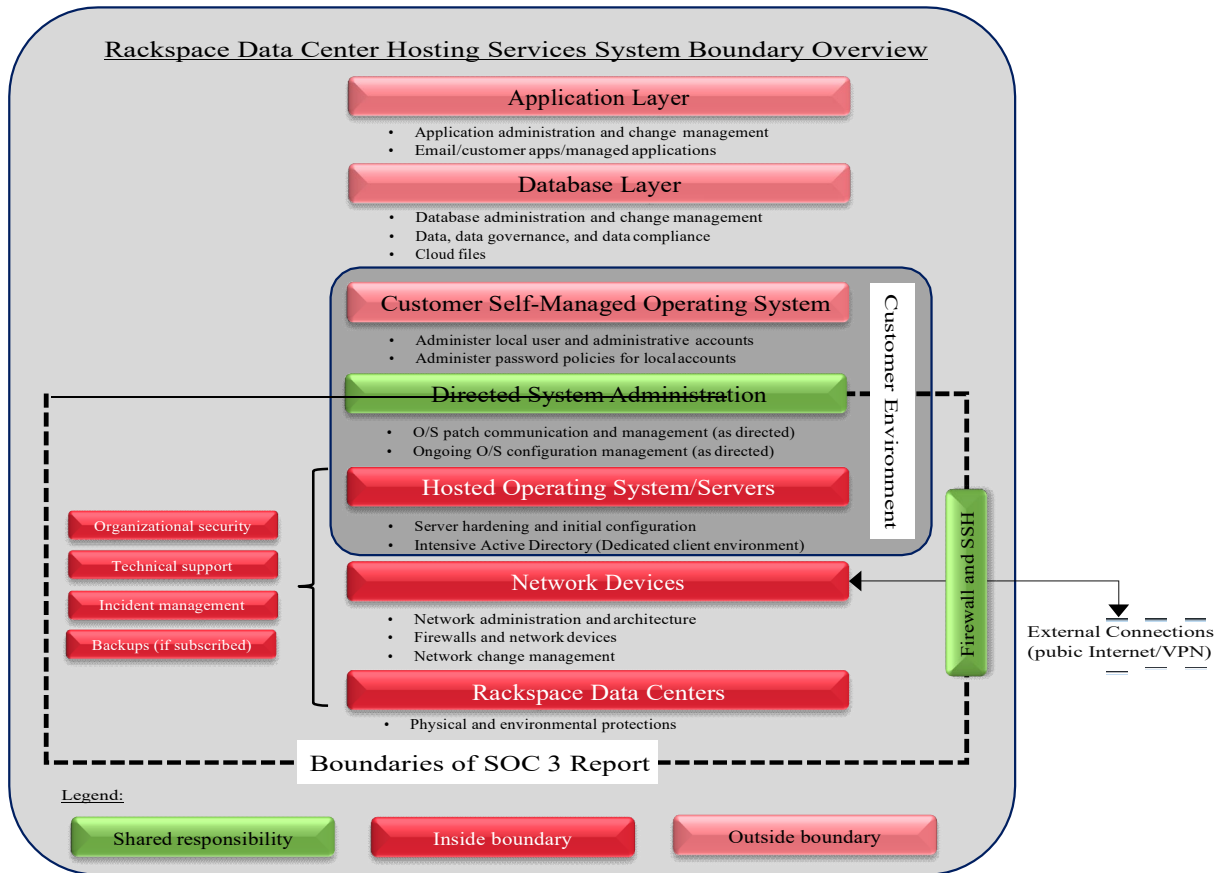 Rackspace Data Center Hosting Services System Boundary Overview
Application Layer
• Application administration and change management
• Email/customer apps/managed applications
Database Layer
• Database administration and change management
• Data, data governance, and data compliance
• Cloud files
Customer Self-Managed Operating System
• Administer local user and administrative accounts
• Administer password policies for local accounts
Customer Environment
Directed System Administration
• O/S patch communication and management (as directed)
• Ongoing O/S configuration management (as directed)
Hosted Operating System/Servers
• Server hardening and initial configuration
• Intensive Active Directory (Dedicated client environment)
Organizational security
Technical support
Incident management
Backups (if subscribed)
Network Devices
• Network administration and architecture
• Firewalls and network devices
• Network change management
Firewall and SSH
External Connections
(pubic Internet/VPN)
Rackspace Data Centers
• Physical and environmental protections
Boundaries of SOC 3 Report
Legend:
Shared responsibility
Inside boundary
Outside boundary